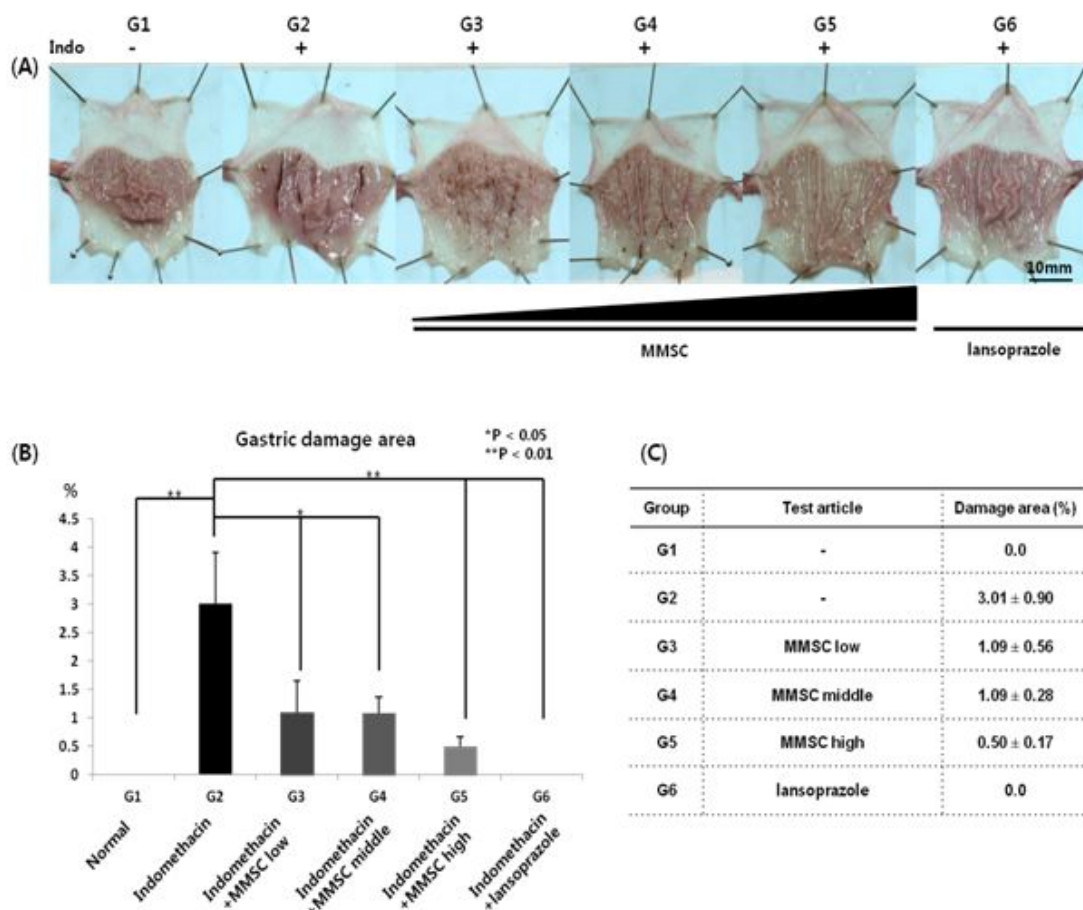 G1 G2 G3 G4 G5 G6
Indo - + + + + +
(A)
10mm
MMSC lansoprazole
(B)
Gastric damage area
*P < 0.05
**P < 0.01
%
**
**
*
4.5
4
3.5
3
2.5
2
1.5
1
0.5
0
G1 G2 G3 G4 G5 G6
Normal
Indomethacin
Indomethacin
+MMSC low
Indomethacin
+MMSC middle
Indomethacin
+MMSC high
Indomethacin
+lansoprazole
(C)
Group Test article Damage area (%)
G1 - 0.0
G2 - 3.01 ± 0.90
G3 MMSC low 1.09 ± 0.56
G4 MMSC middle 1.09 ± 0.28
G5 MMSC high 0.50 ± 0.17
G6 lansoprazole 0.0